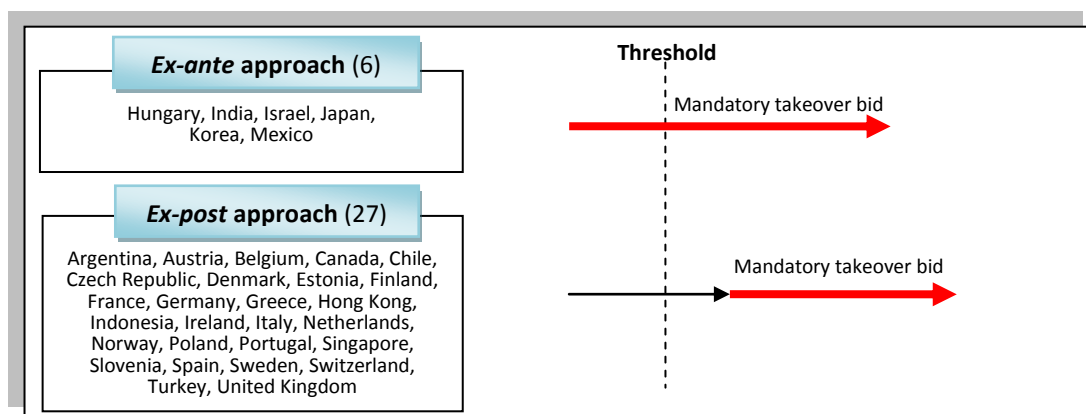 Ex-ante approach (6)
Hungary, India, Israel, Japan,
Korea, Mexico
Threshold
Mandatory takeover bid
Ex-post approach (27)
Argentina, Austria, Belgium, Canada, Chile,
Czech Republic, Denmark, Estonia, Finland,
France, Germany, Greece, Hong Kong,
Indonesia, Ireland, Italy, Netherlands,
Norway, Poland, Portugal, Singapore,
Slovenia, Spain, Sweden, Switzerland,
Turkey, United Kingdom
Mandatory takeover bid